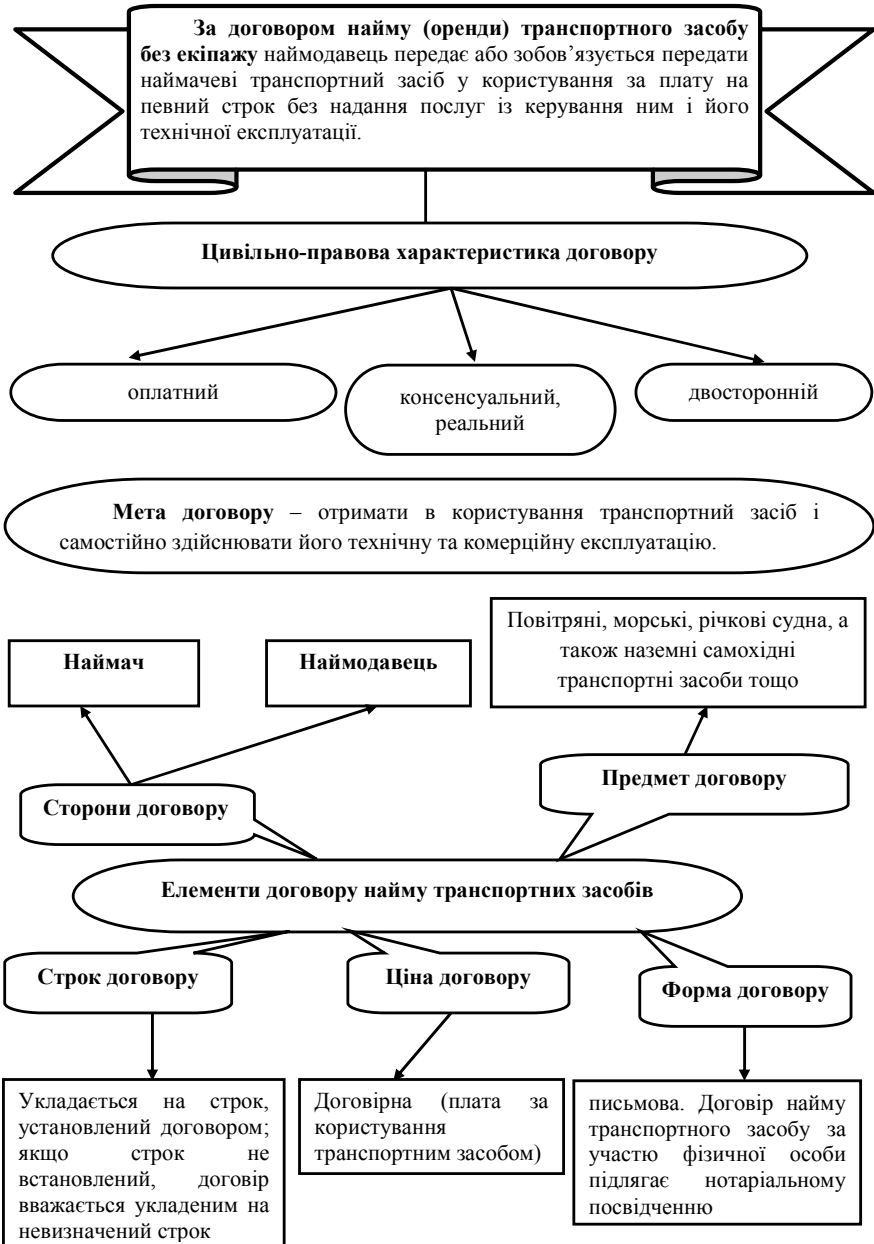 За договором найму (оренди) транспортного засобу
без екіпажу наймодавець передає або зобов’язується передати
наймачеві транспортний засіб у користування за плату на
певний строк без надання послуг із керування ним і його
технічної експлуатації.
Цивільно-правова характеристика договору
оплатний
консенсуальний,
реальний
двосторонній
Мета договору – отримати в користування транспортний засіб і
самостійно здійснювати його технічну та комерційну експлуатацію.
Наймач
Наймодавець
Повітряні, морські, річкові судна, а
також наземні самохідні
транспортні засоби тощо
Сторони договору
Предмет договору
Елементи договору найму транспортних засобів
Строк договору
Ціна договору
Форма договору
Укладається на строк,
установлений договором;
якщо строк не
встановлений, договір
вважається укладеним на
невизначений строк
Договірна (плата за
користування
транспортним засобом)
письмова. Договір найму
транспортного засобу за
участю фізичної особи
підлягає нотаріальному
посвідченню